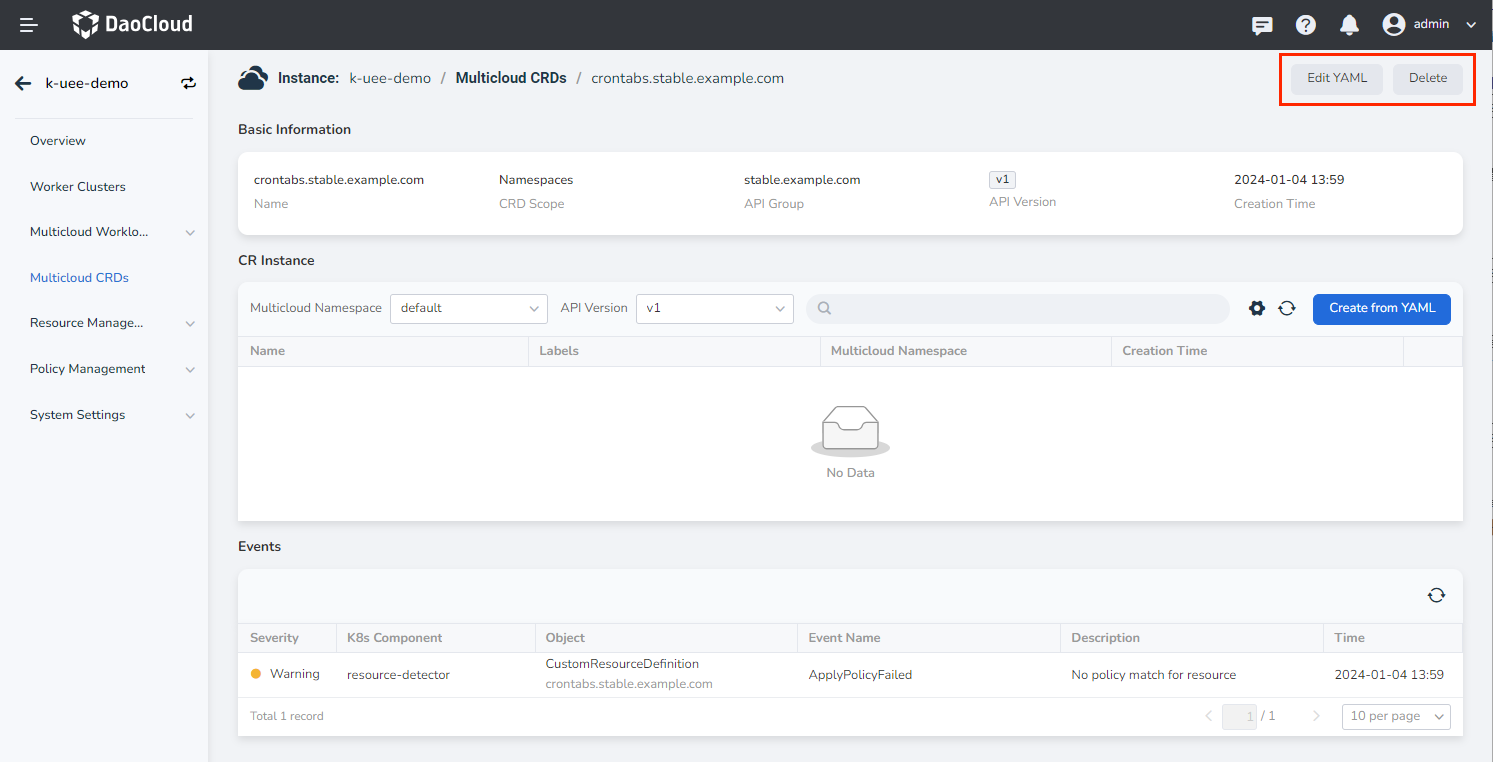 DaoCloud
admin
k-uee-demo
Instance: k-uee-demo / Multicloud CRDs / crontabs.stable.example.com
Edit YAML
Delete
Overview
Worker Clusters
Multicloud Worklo...
Multicloud CRDs
Resource Manage...
Policy Management
System Settings
Basic Information
crontabs.stable.example.com Namespaces stable.example.com v1 2024-01-04 13:59
Name CRD Scope API Group API Version Creation Time
CR Instance
Multicloud Namespace default API Version v1 Create from YAML
Name Labels Multicloud Namespace Creation Time
No Data
Events
Severity K8s Component Object Event Name Description Time
Warning resource-detector CustomResourceDefinition ApplyPolicyFailed No policy match for resource 2024-01-04 13:59
crontabs.stable.example.com
Total 1 record 1 / 1 10 per page